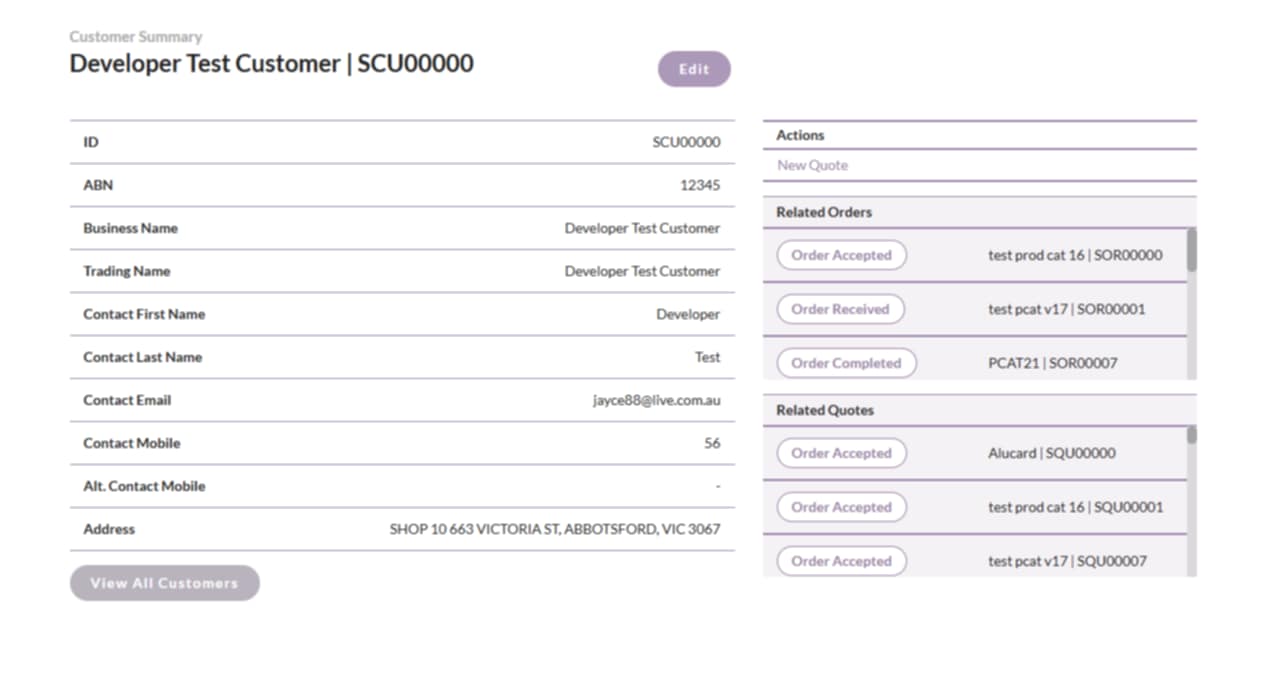 Customer Summary
Developer Test Customer | SCU00000
Edit
ID SCU00000
ABN 12345
Business Name Developer Test Customer
Trading Name Developer Test Customer
Contact First Name Developer
Contact Last Name Test
Contact Email jayce88@live.com.au
Contact Mobile 56
Alt. Contact Mobile -
Address SHOP 10 663 VICTORIA ST, ABBOTSFORD, VIC 3067
View All Customers
Actions
New Quote
Related Orders
Order Accepted test prod cat 16 | SOR00000
Order Received test pcat v17 | SOR00001
Order Completed PCAT21 | SOR00007
Related Quotes
Order Accepted Alucard | SQU00000
Order Accepted test prod cat 16 | SQU00001
Order Accepted test pcat v17 | SQU00007